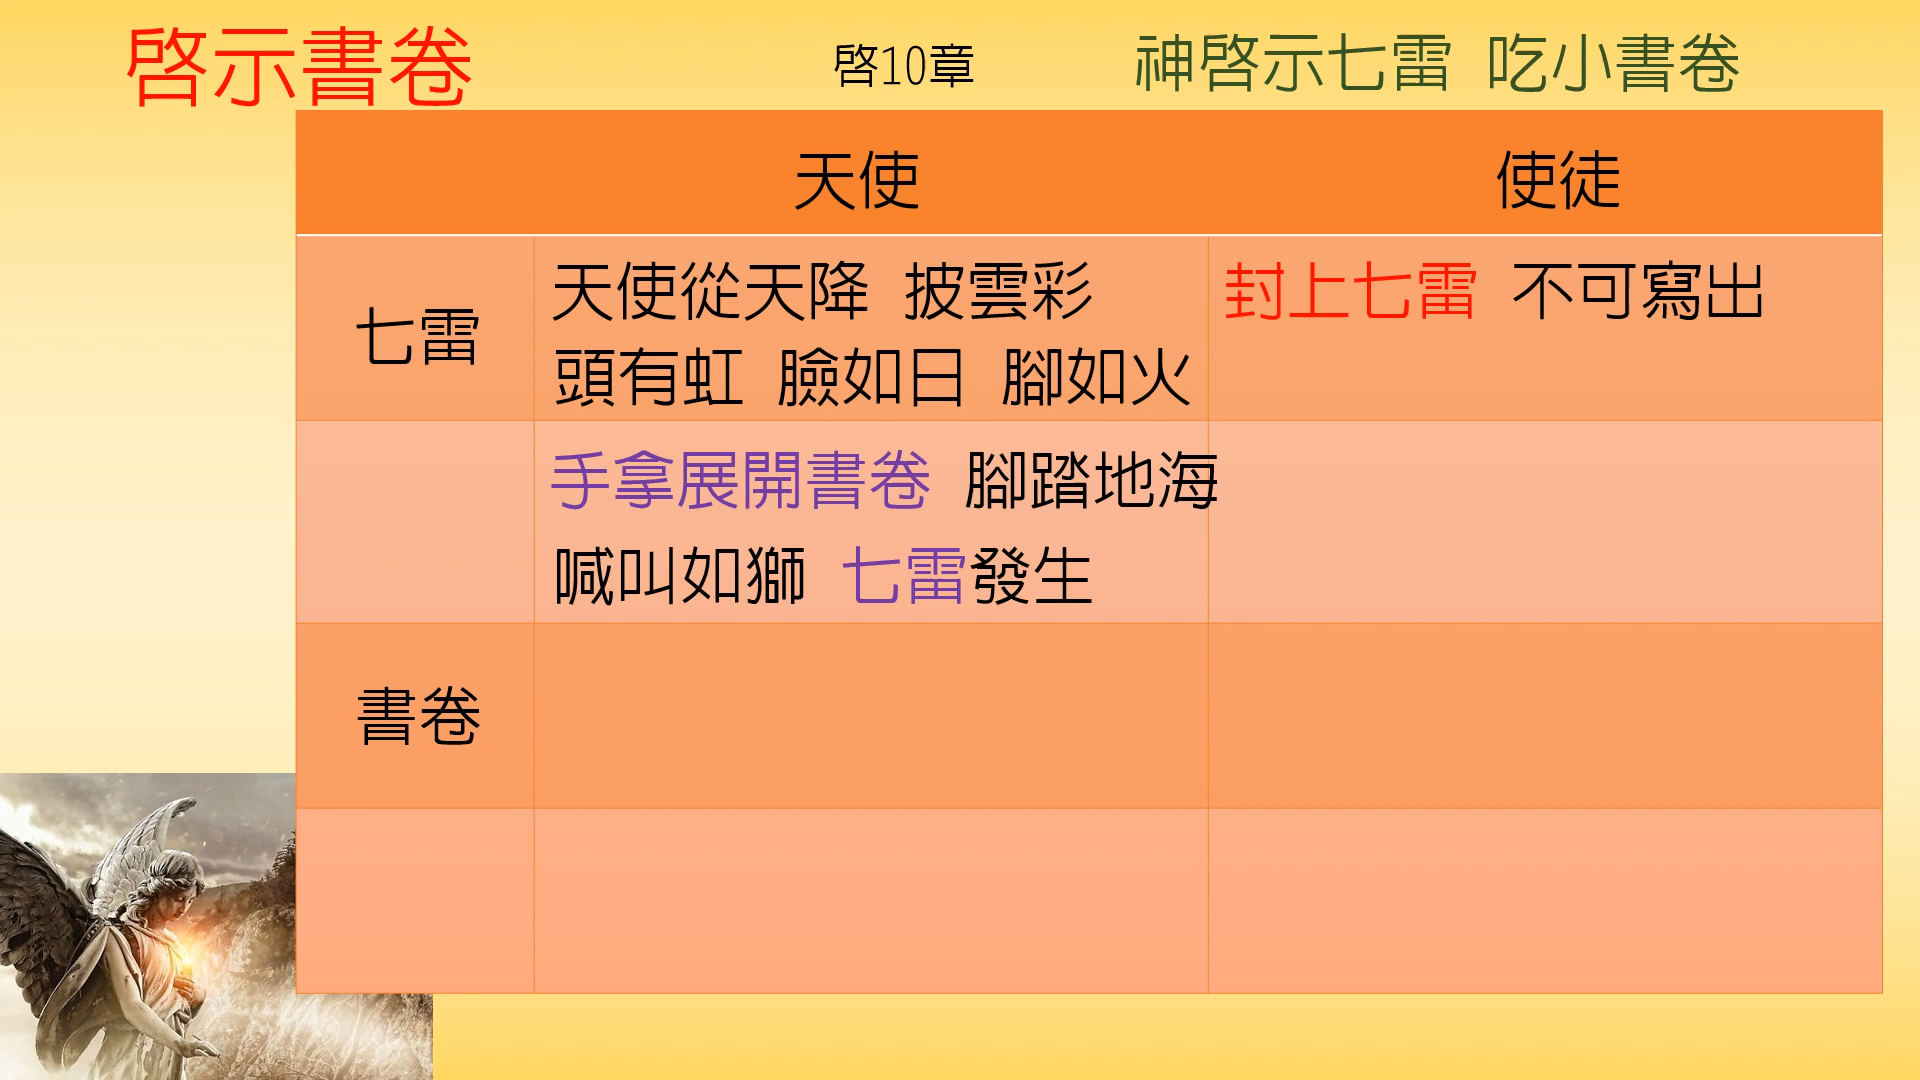 啓示書卷 啓10章 神啓示七雷 吃小書卷
天使 使徒
七雷
天使從天降 披雲彩
頭有虹 臉如日 腳如火
封上七雷 不可寫出
手拿展開書卷 腳踏地海
喊叫如獅 七雷發生
書卷